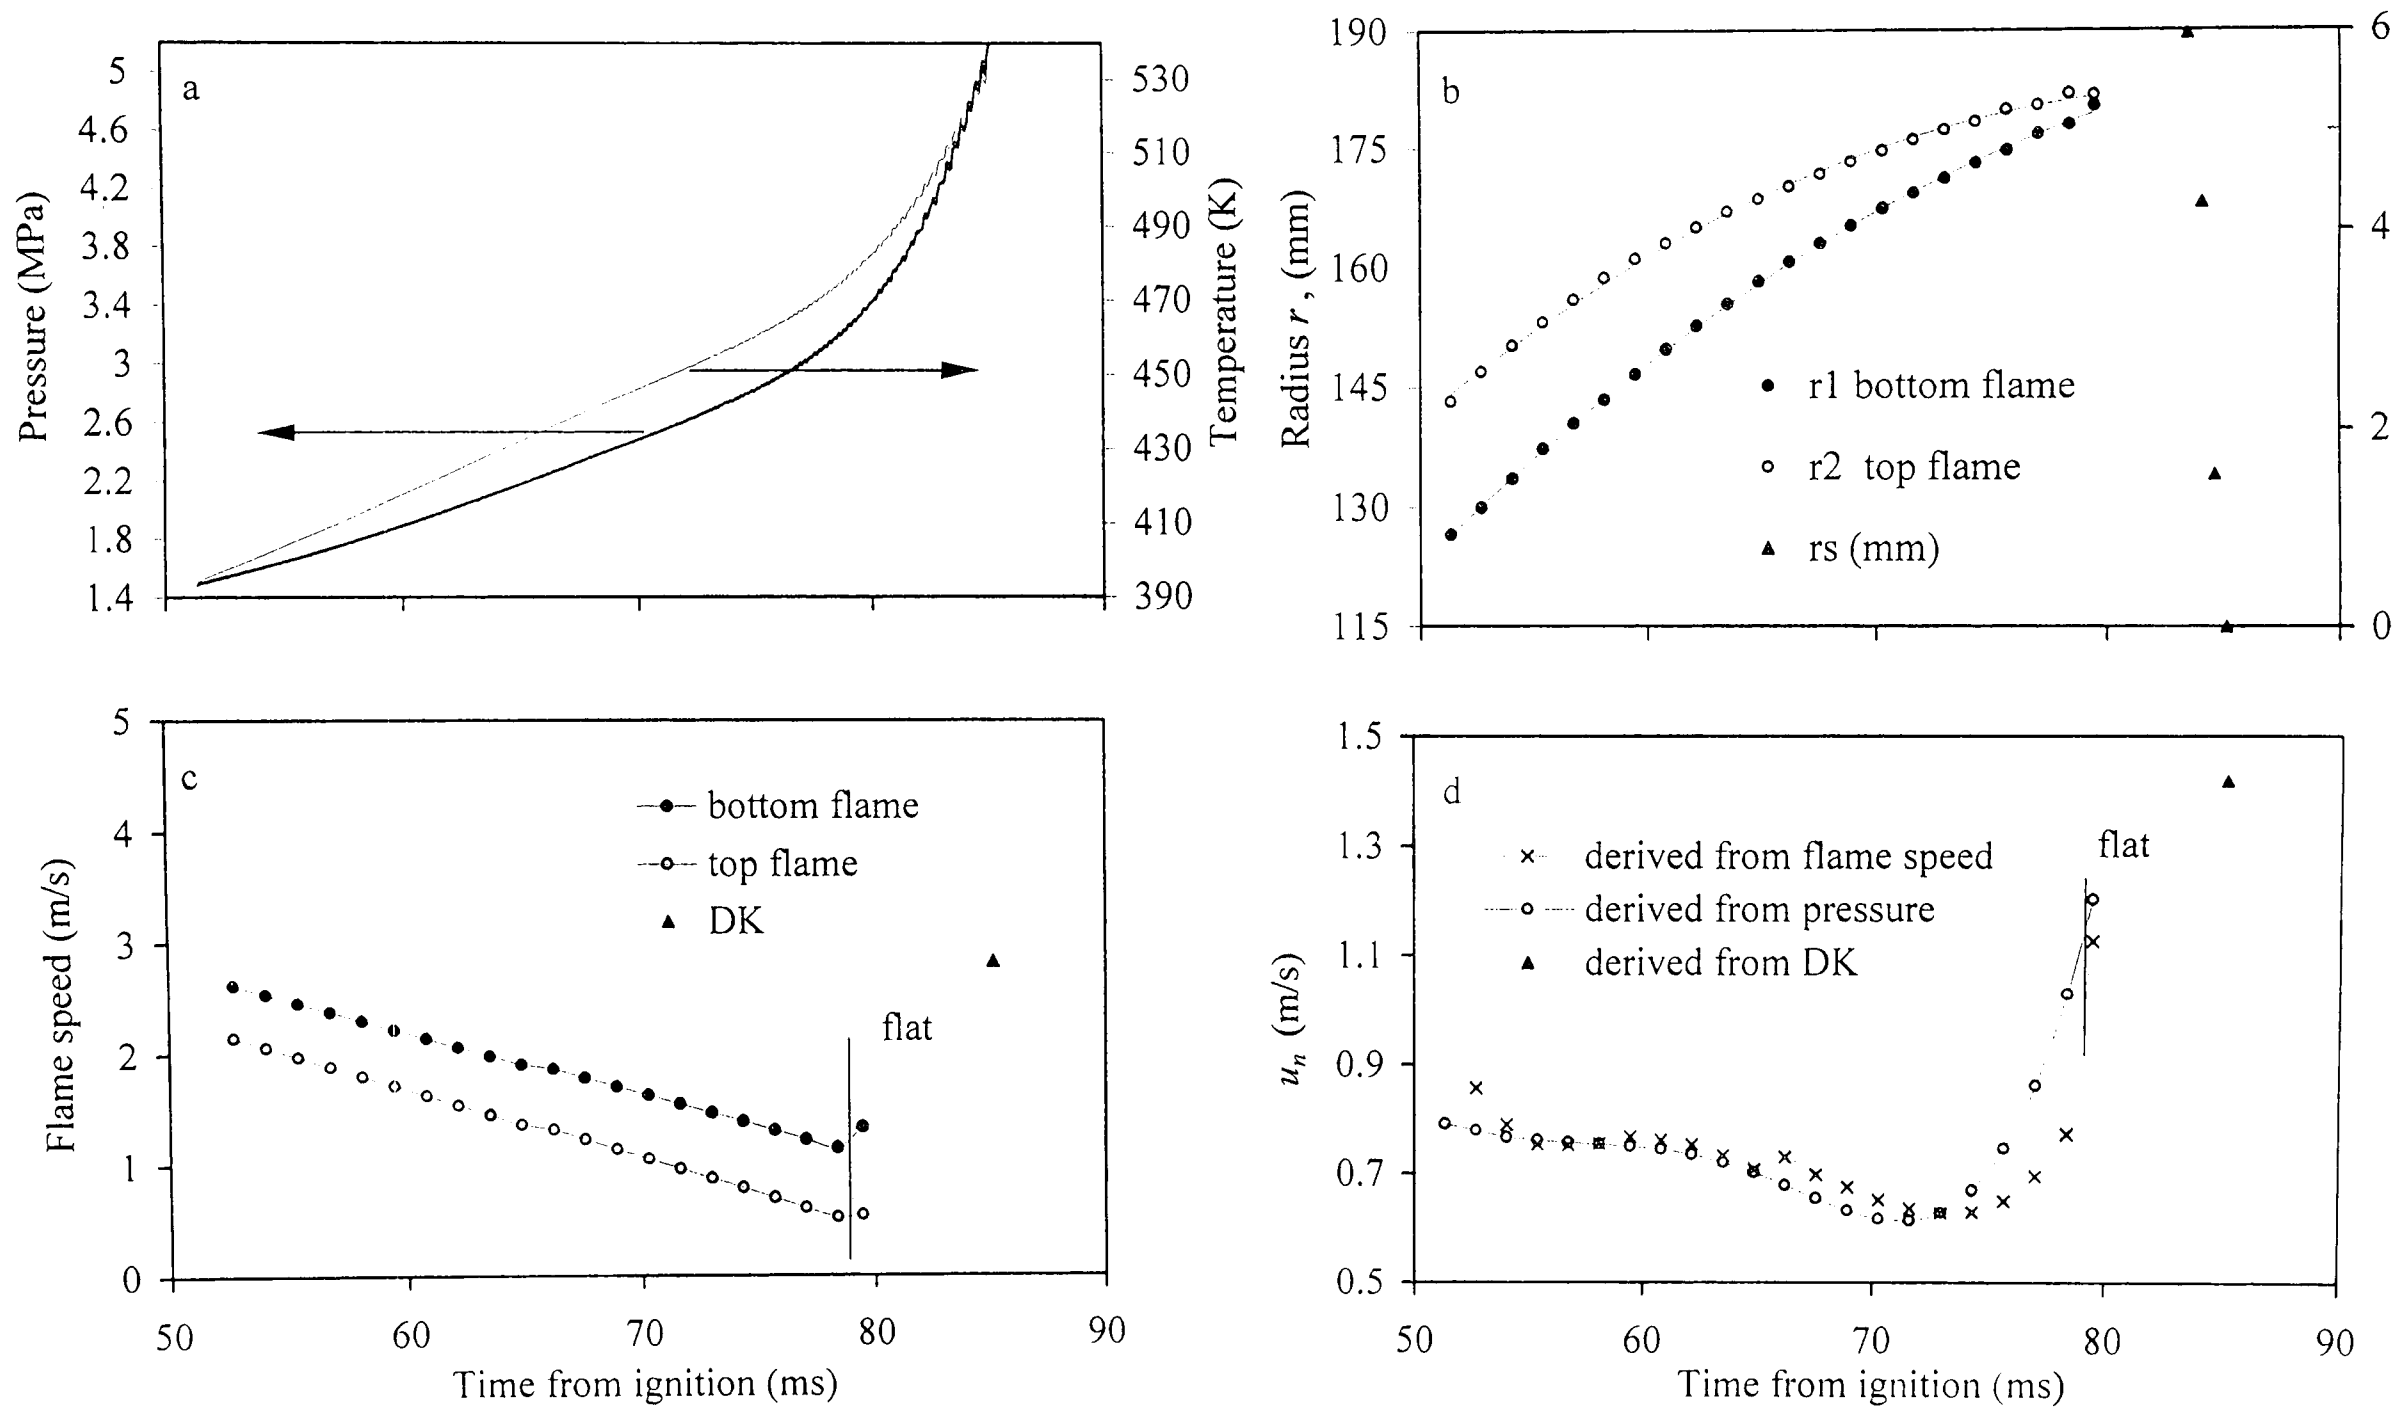 a
5
4.6
4.2
3.8
3.4
3
2.6
2.2
1.8
1.4
Pressure (MPa)
530
510
490
470
450
430
410
390
Temperature (K)
b
190
175
160
145
130
115
Radius r , (mm)
6
4
2
0
r1 bottom flame
r2 top flame
rs (mm)
c
5
4
3
2
1
0
Flame speed (m/s)
bottom flame
top flame
DK
flat
50 60 70 80 90
Time from ignition (ms)
d
1.5
1.3
1.1
0.9
0.7
0.5
un (m/s)
derived from flame speed
derived from pressure
derived from DK
flat
50 60 70 80 90
Time from ignition (ms)